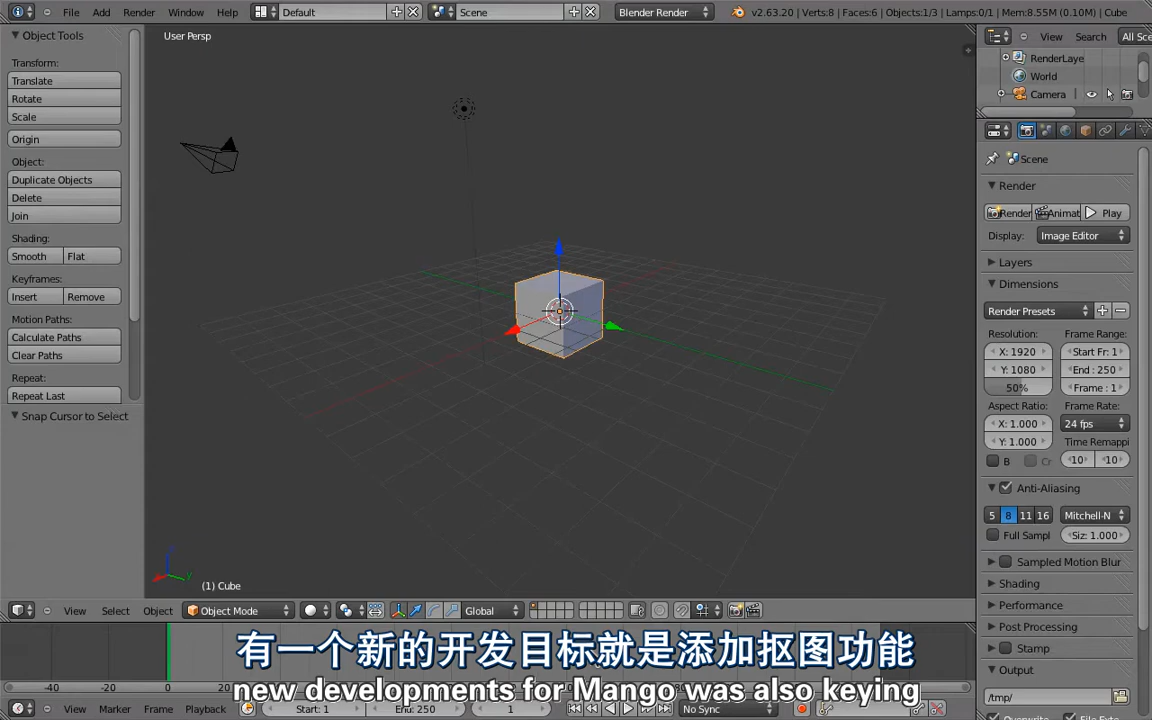 File Add Render Window Help Default Scene Blender Render v2.63.20 | Verts:8 | Faces:6 | Objects:1/3 | Lamps:0/1 | Mem:8.55M (0.10M) | Cube
Object Tools
Transform:
Translate
Rotate
Scale
Origin
Object:
Duplicate Objects
Delete
Join
Shading:
Smooth Flat
Keyframes:
Insert Remove
Motion Paths:
Calculate Paths
Clear Paths
Repeat:
Repeat Last
Snap Cursor to Select
User Persp
(1) Cube
View Select Object Object Mode Global
View Search All Sce
RenderLaye
World
Camera
Scene
Render
Render Animat Play
Display: Image Editor
Layers
Dimensions
Render Presets
Resolution: Frame Range:
X: 1920 Start Fr: 1
Y: 1080 End : 250
50% Frame : 1
Aspect Ratio: Frame Rate:
X: 1.000 24 fps
Y: 1.000 Time Remappi
B Cr 10 10
Anti-Aliasing
5 8 11 16 Mitchell-N
Full Sampl Siz: 1.000
Sampled Motion Blur
Shading
Performance
Post Processing
Stamp
Output
/tmp/
有一个新的开发目标就是添加抠图功能
new developments for Mango was also keying
-40 -20 0 20
View Marker Frame Playback Start: 1 End: 250 1 No Sync